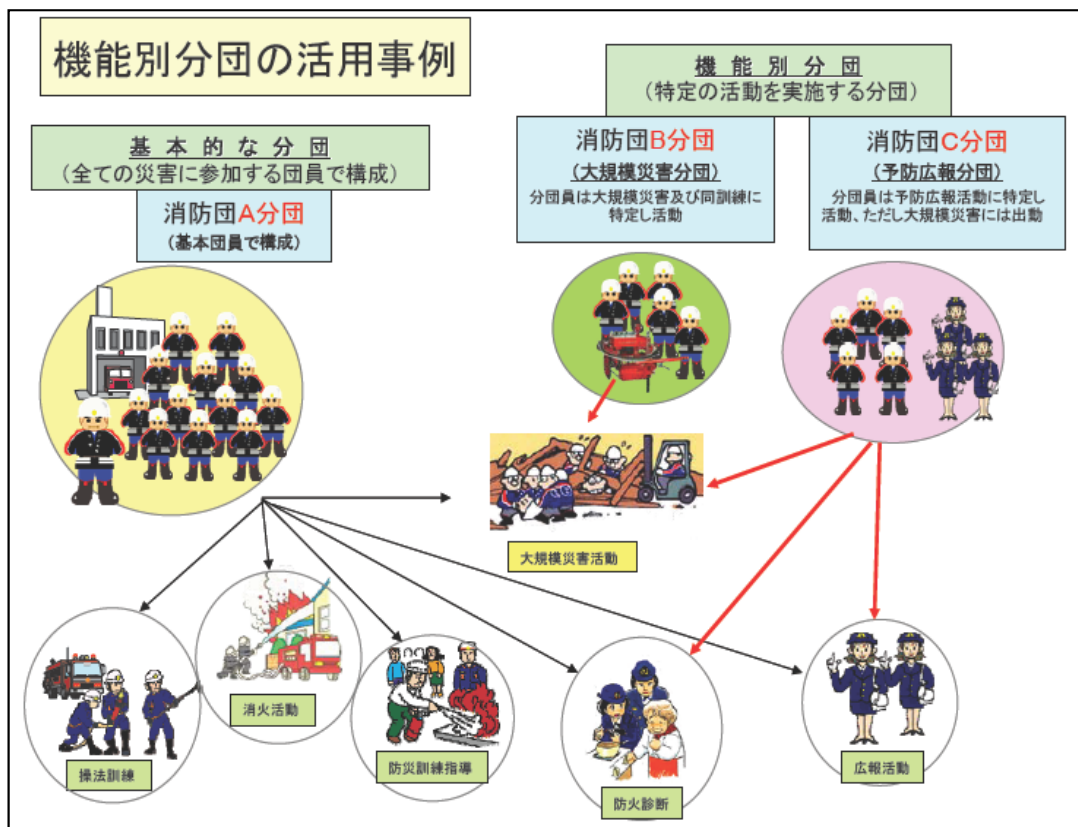 機能別分団の活用事例
基本的な分団
(全ての災害に参加する団員で構成)
消防団A分団
(基本団員で構成)
機能別分団
(特定の活動を実施する分団)
消防団B分団
(大規模災害分団)
分団員は大規模災害及び同訓練に
特定し活動
消防団C分団
(予防広報分団)
分団員は予防広報活動に特定し
活動、ただし大規模災害には出動
大規模災害活動
操法訓練
消火活動
防災訓練指導
防火診断
広報活動